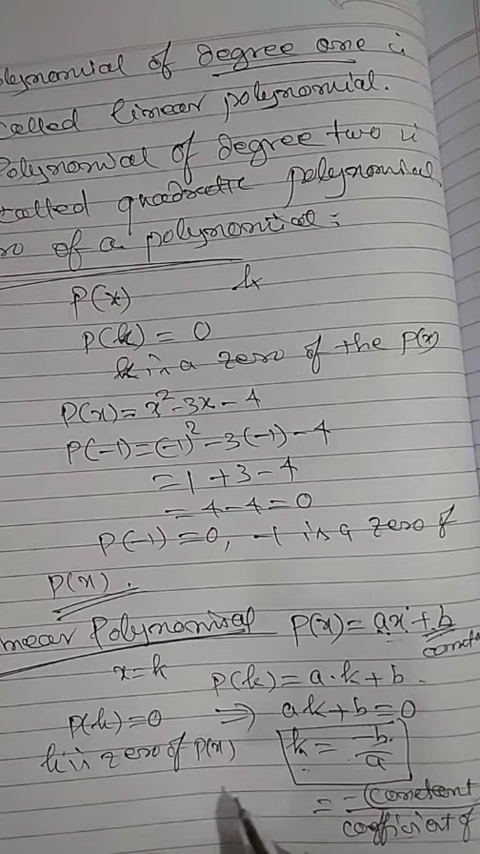 olynomial of degree one is
called linear polynomial.
Polynomial of degree two is
called quadratic polynomial
ro of a polynomial :
P(x)
P(k) = 0
k is a zero of the P(x)
P(x) = x² - 3x - 4
P(-1) = (-1)² - 3(-1) - 4
= 1 + 3 - 4
= 4 - 4 = 0
P(-1) = 0, -1 is a zero of
P(x).
inear Polynomial P(x) = ax + b
const
x = k P(k) = a.k + b.
P(k) = 0 ⇒ ak + b = 0
k is zero of P(x) k = -b/a
= -(constant / coefficient of